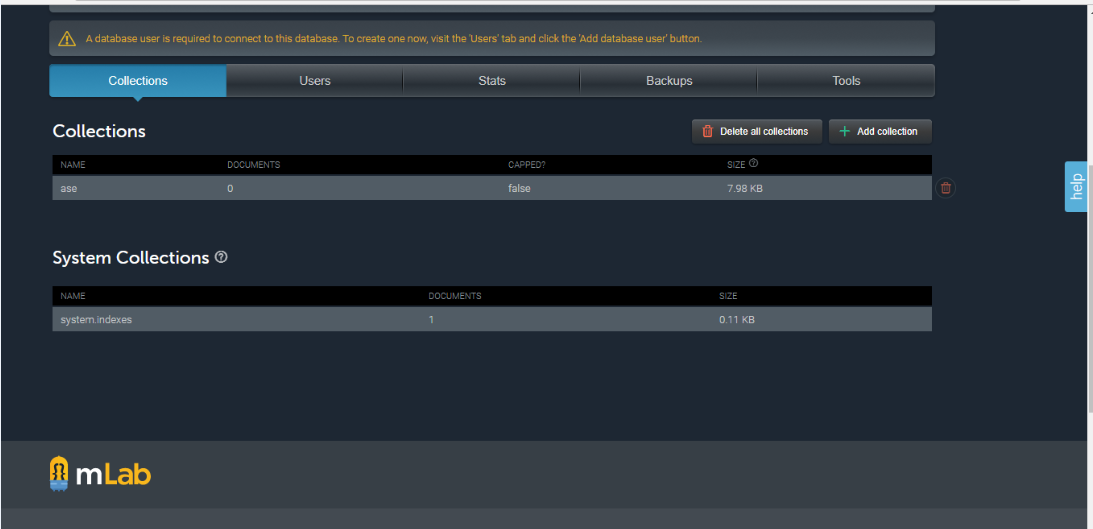 A database user is required to connect to this database. To create one now, visit the 'Users' tab and click the 'Add database user' button.
Collections Users Stats Backups Tools
Collections Delete all collections Add collection
NAME DOCUMENTS CAPPED? SIZE ?
ase 0 false 7.98 KB
help
System Collections ?
NAME DOCUMENTS SIZE
system.indexes 1 0.11 KB
mLab